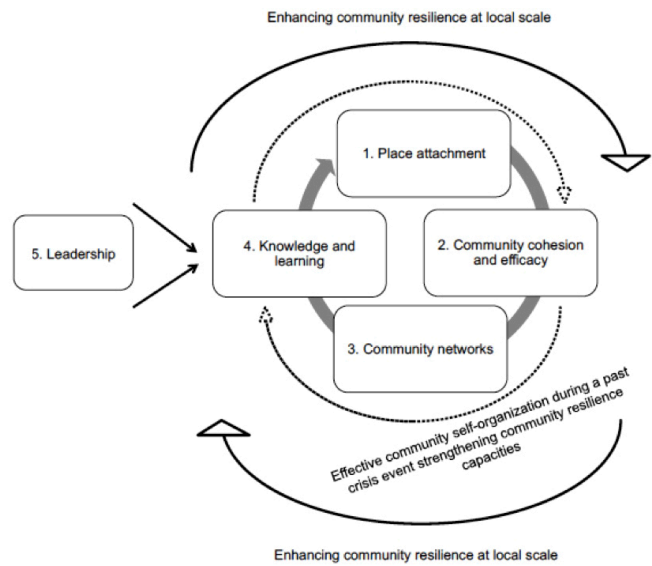 Enhancing community resilience at local scale
1. Place attachment
5. Leadership
4. Knowledge and
learning
2. Community cohesion
and efficacy
3. Community networks
Effective community self-organization during a past
crisis event strengthening community resilience
capacities
Enhancing community resilience at local scale